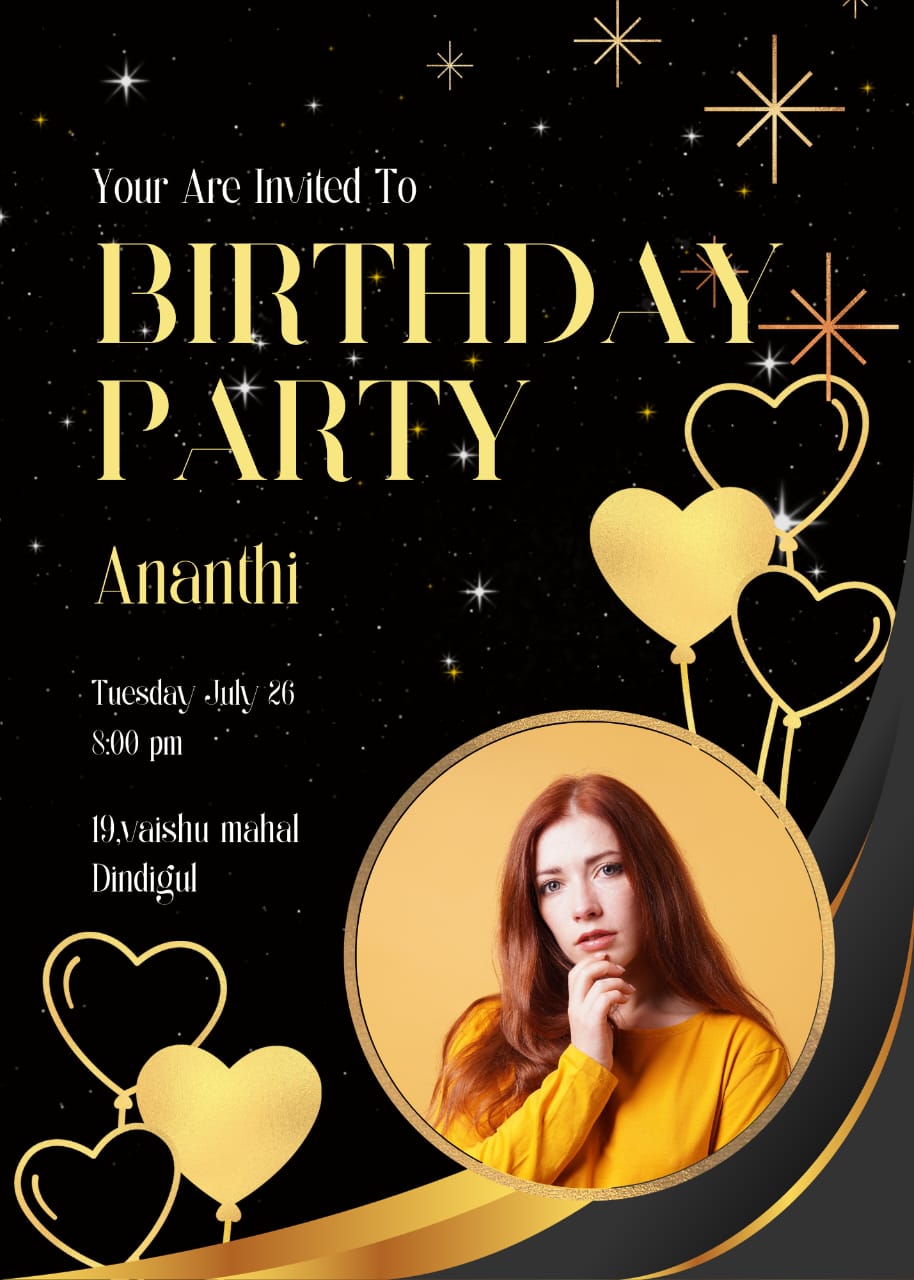 Your Are Invited To
BIRTHDAY
PARTY
Ananthi
Tuesday July 26
8:00 pm
19,vaishu mahal
Dindigul